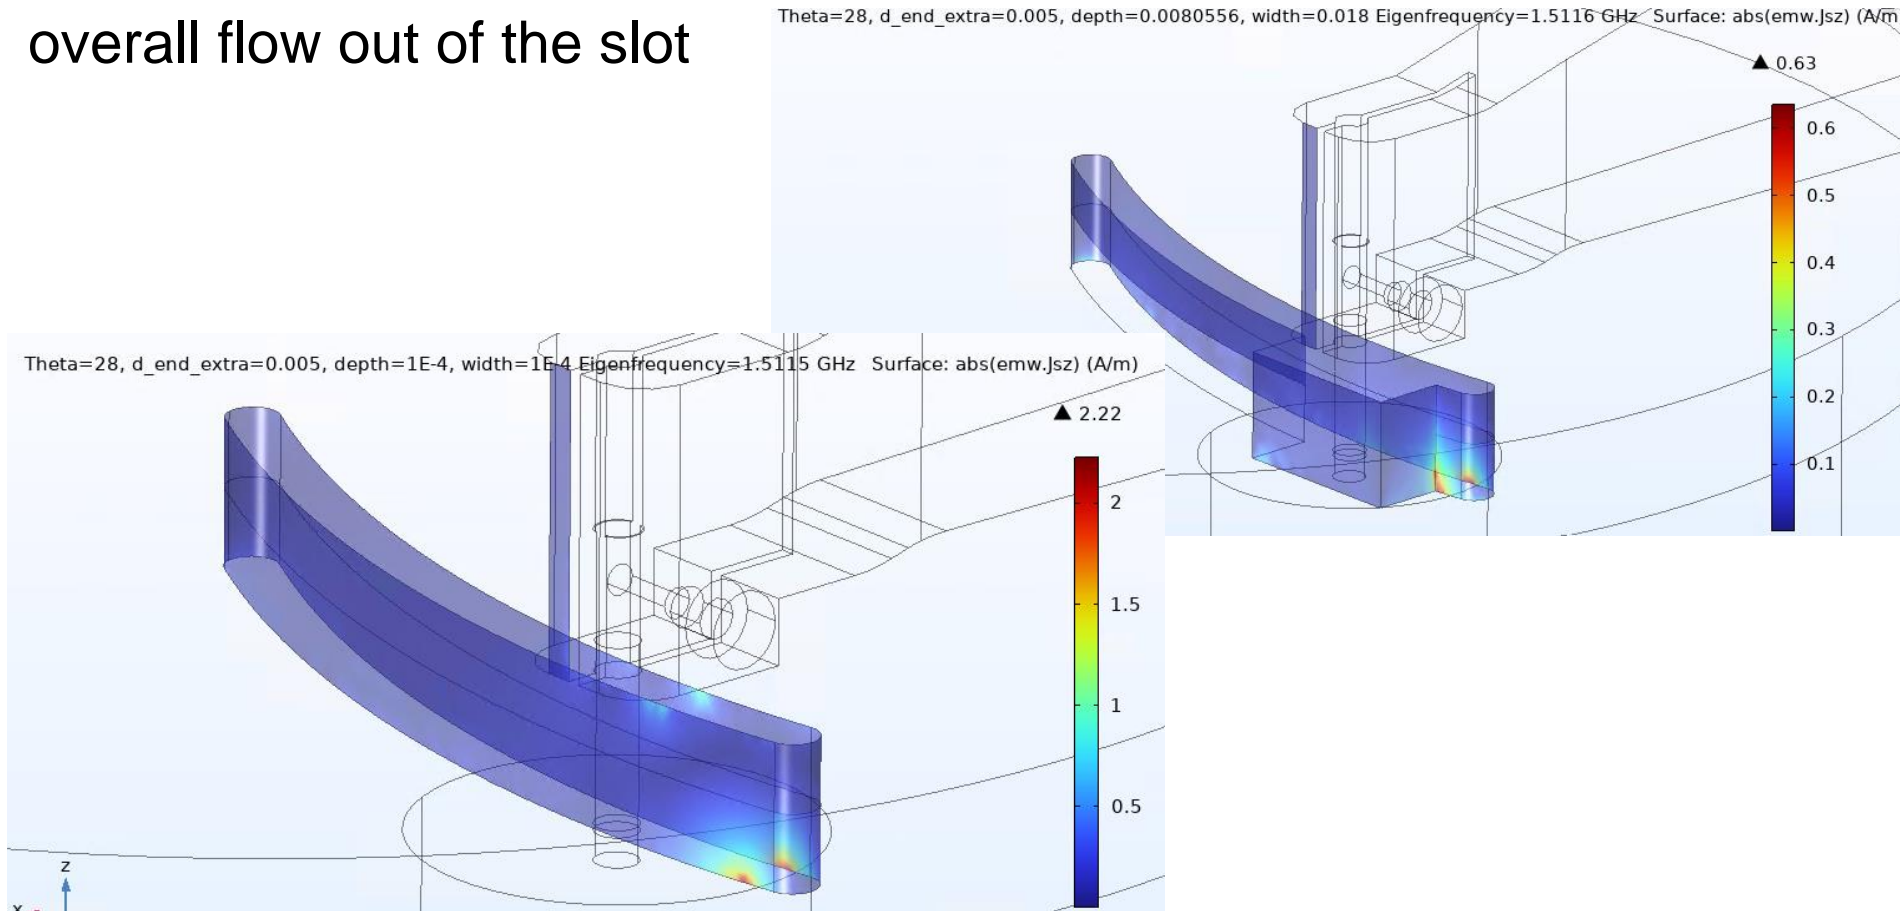 overall flow out of the slot
Theta=28, d_end_extra=0.005, depth=0.0080556, width=0.018 Eigenfrequency=1.5116 GHz Surface: abs(emw.Jsz) (A/m
▲ 0.63
0.6
0.5
0.4
0.3
0.2
0.1
Theta=28, d_end_extra=0.005, depth=1E-4, width=1E-4 Eigenfrequency=1.5115 GHz Surface: abs(emw.Jsz) (A/m)
▲ 2.22
2
1.5
1
0.5
z
x